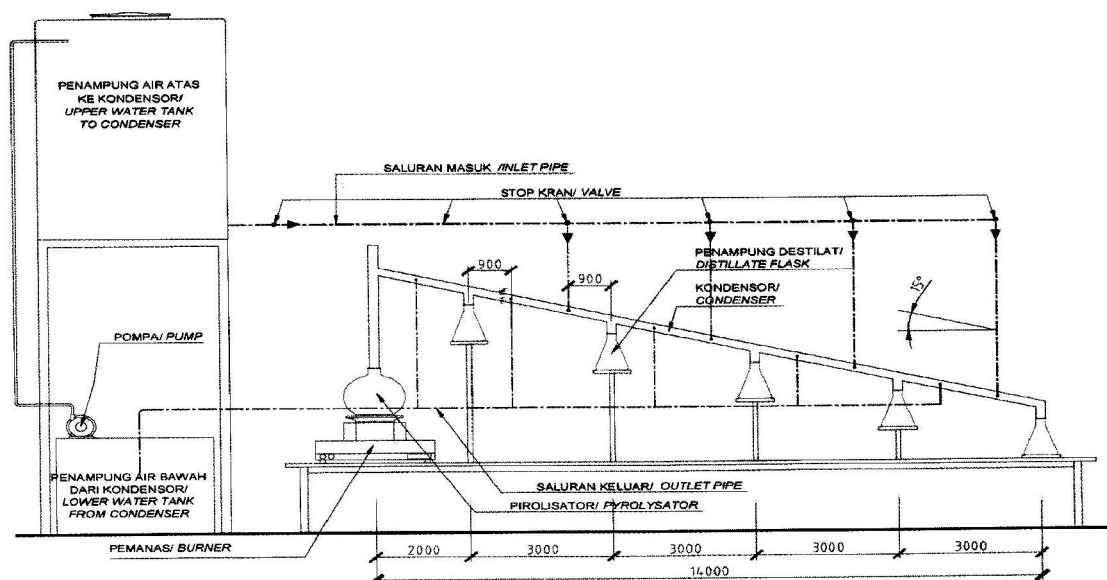 PENAMPUNG AIR ATAS
KE KONDENSOR/
UPPER WATER TANK
TO CONDENSER
SALURAN MASUK /INLET PIPE
STOP KRAN/ VALVE
PENAMPUNG DESTILAT/
DISTILLATE FLASK
900
900
KONDENSOR/
CONDENSER
15°
POMPA/ PUMP
PENAMPUNG AIR BAWAH
DARI KONDENSOR/
LOWER WATER TANK
FROM CONDENSER
SALURAN KELUAR/ OUTLET PIPE
PIROLISATOR/ PYROLYSATOR
PEMANAS/ BURNER
2000
3000
3000
3000
3000
14000